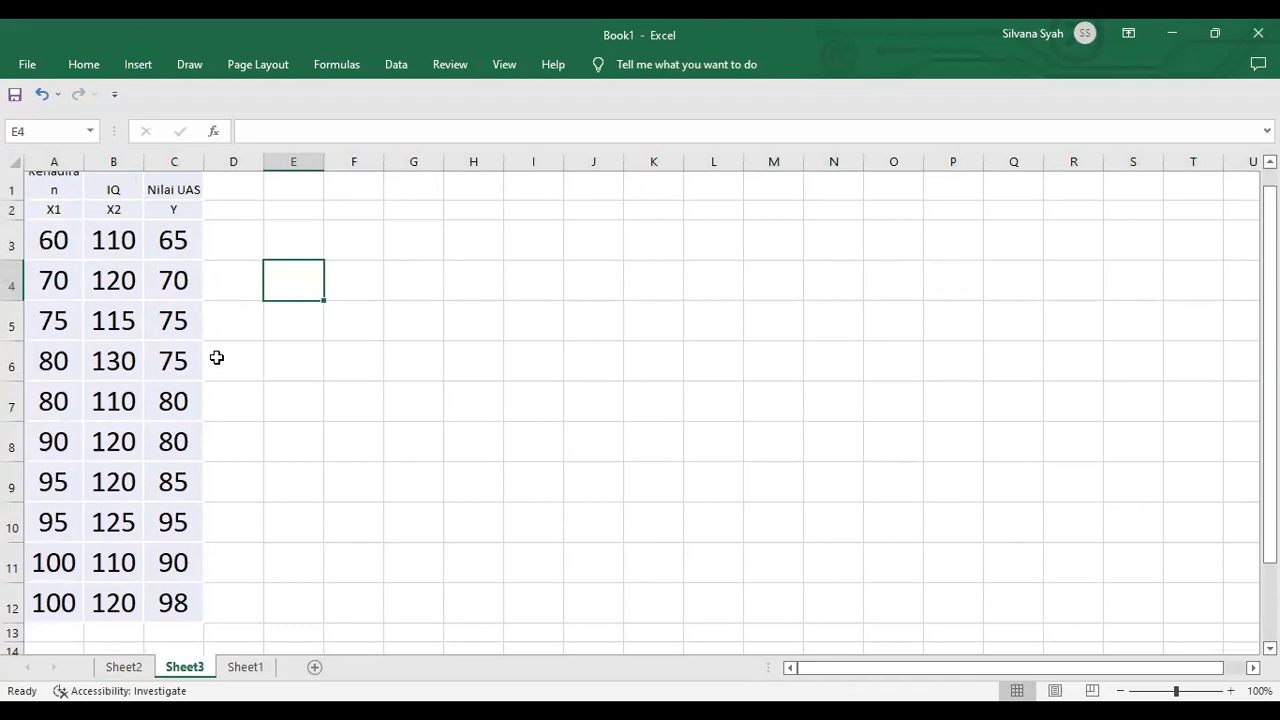 Book1 - Excel
Silvana Syah SS
File Home Insert Draw Page Layout Formulas Data Review View Help Tell me what you want to do
E4 fx
A B C D E F G H I J K L M N O P Q R S T U
1 Kehadira
n IQ Nilai UAS
2 X1 X2 Y
3 60 110 65
4 70 120 70
5 75 115 75
6 80 130 75
7 80 110 80
8 90 120 80
9 95 120 85
10 95 125 95
11 100 110 90
12 100 120 98
13
14
Sheet2 Sheet3 Sheet1
Ready Accessibility: Investigate 100%